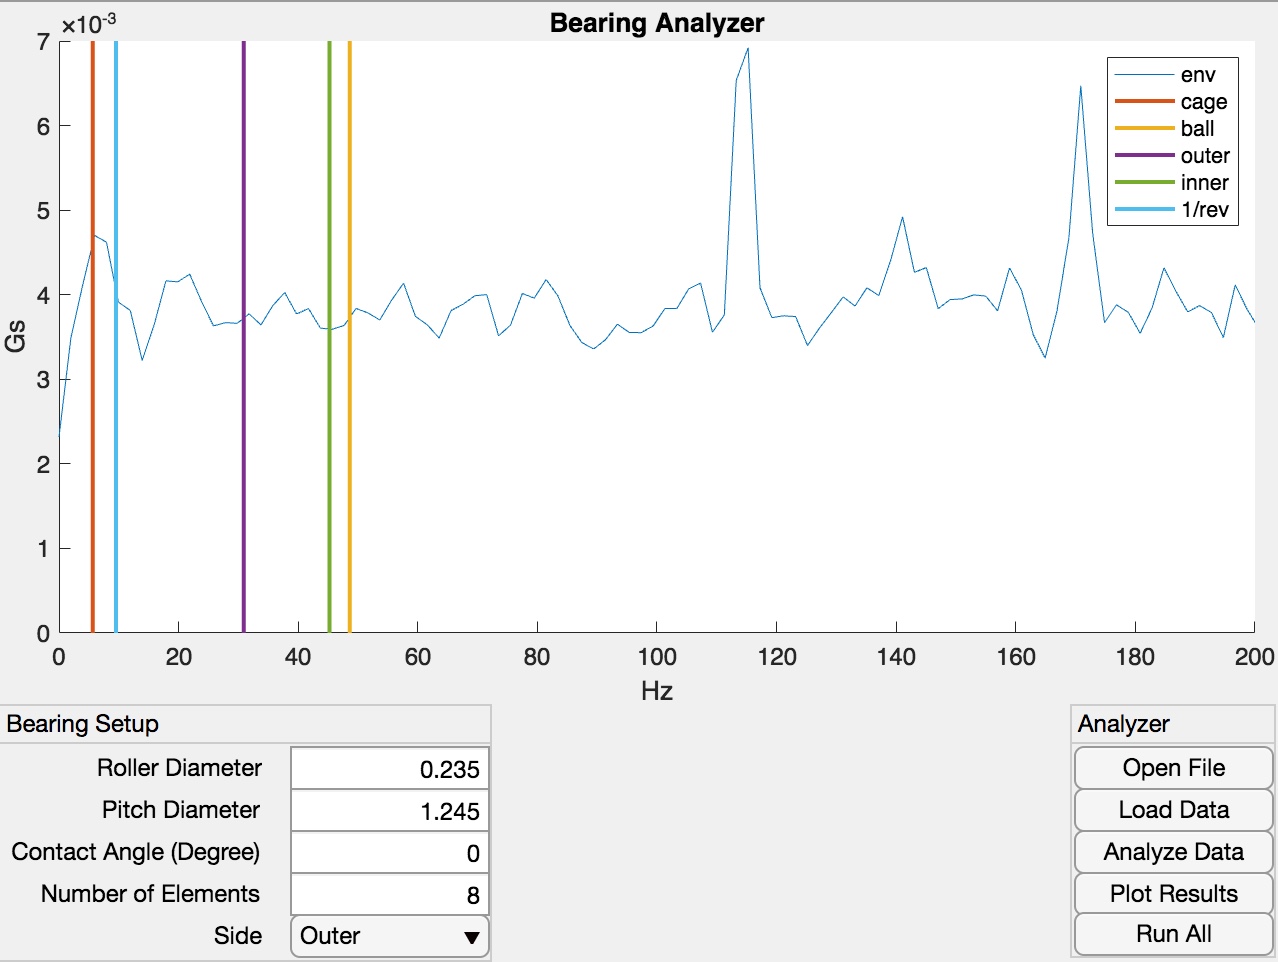 Bearing Analyzer
×10-3
7
6
5
4
3
2
1
0
Gs
0 20 40 60 80 100 120 140 160 180 200
Hz
env
cage
ball
outer
inner
1/rev
Bearing Setup
Roller Diameter 0.235
Pitch Diameter 1.245
Contact Angle (Degree) 0
Number of Elements 8
Side Outer
Analyzer
Open File
Load Data
Analyze Data
Plot Results
Run All